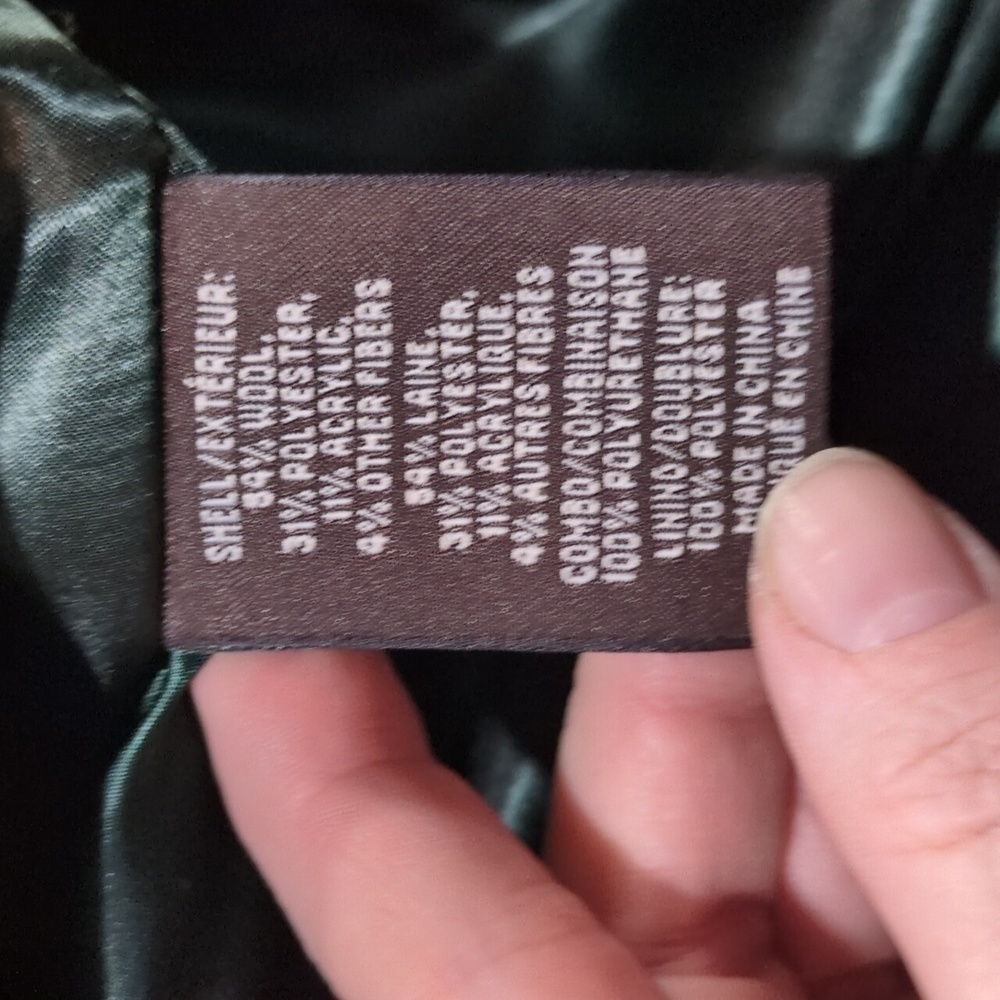 SHELL/EXTÉRIEUR:
54% WOOL,
31% POLYESTER,
11% ACRYLIC,
4% OTHER FIBERS
54% LAINE,
31% POLYESTER,
11% ACRYLIQUE,
4% AUTRES FIBRES
COMBO/COMBINAISON
100% POLYURETHANE
LINING/DOUBLURE:
100% POLYESTER
MADE IN CHINA
EN CHINE